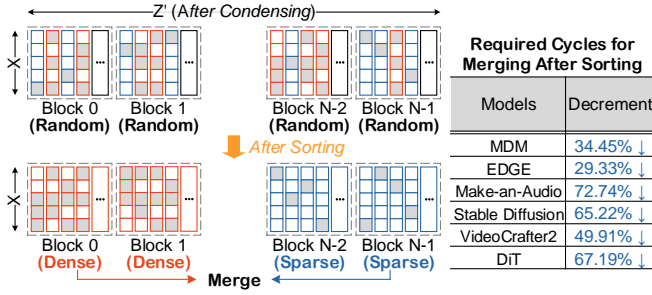 Z' (After Condensing)
X
... ... ... ...
Block 0 Block 1 Block N-2 Block N-1
(Random) (Random) (Random) (Random)
After Sorting
X
... ... ... ...
Block 0 Block 1 Block N-2 Block N-1
(Dense) (Dense) (Sparse) (Sparse)
Merge
Required Cycles for
Merging After Sorting
Models Decrement
MDM 34.45% ↓
EDGE 29.33% ↓
Make-an-Audio 72.74% ↓
Stable Diffusion 65.22% ↓
VideoCrafter2 49.91% ↓
DiT 67.19% ↓